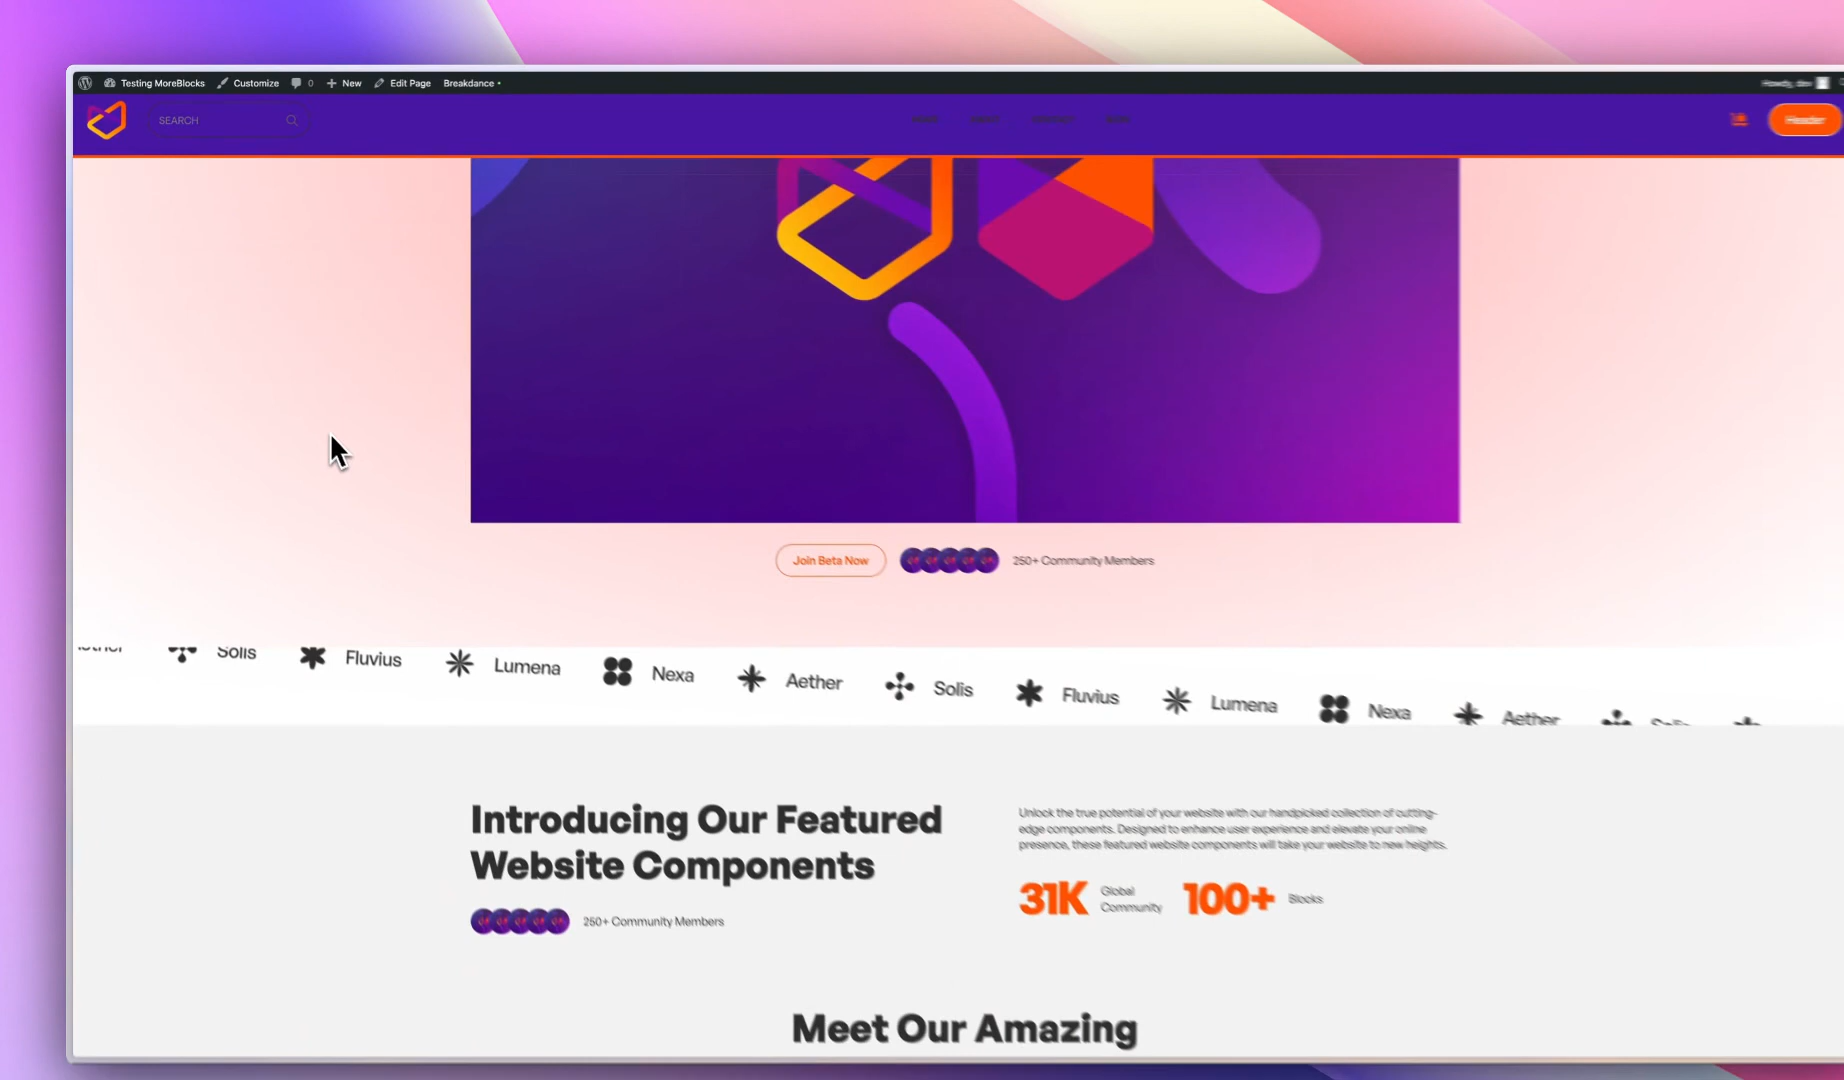 Testing MoreBlocks Customize 0 New Edit Page Breakdance
Howdy, dev
SEARCH
Header
Join Beta Now 250+ Community Members
Solis Fluvius Lumena Nexa Aether Solis Fluvius Lumena Nexa Aether
Introducing Our Featured
Website Components
250+ Community Members
Unlock the true potential of your website with our handpicked collection of cutting-
edge components. Designed to enhance user experience and elevate your online
presence, these featured website components will take your website to new heights.
31K Global
Community
100+ Blocks
Meet Our Amazing